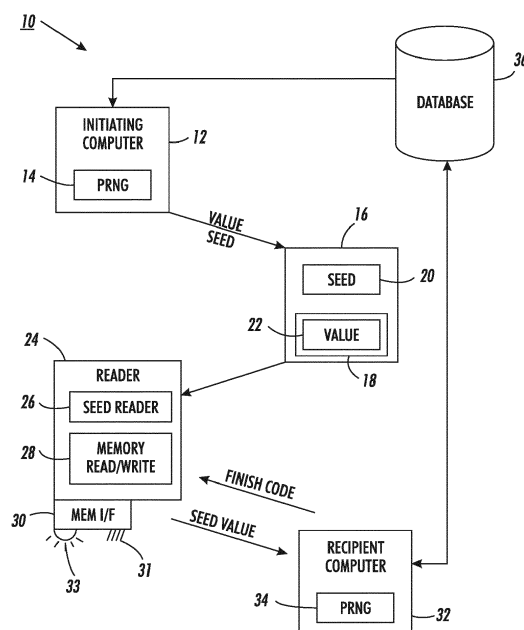 10
DATABASE
INITIATING
COMPUTER
12
14
PRNG
VALUE
SEED
16
SEED
20
22
VALUE
18
24
READER
26
SEED READER
28
MEMORY
READ/WRITE
FINISH CODE
30
MEM I/F
SEED VALUE
33
31
RECIPIENT
COMPUTER
34
PRNG
32